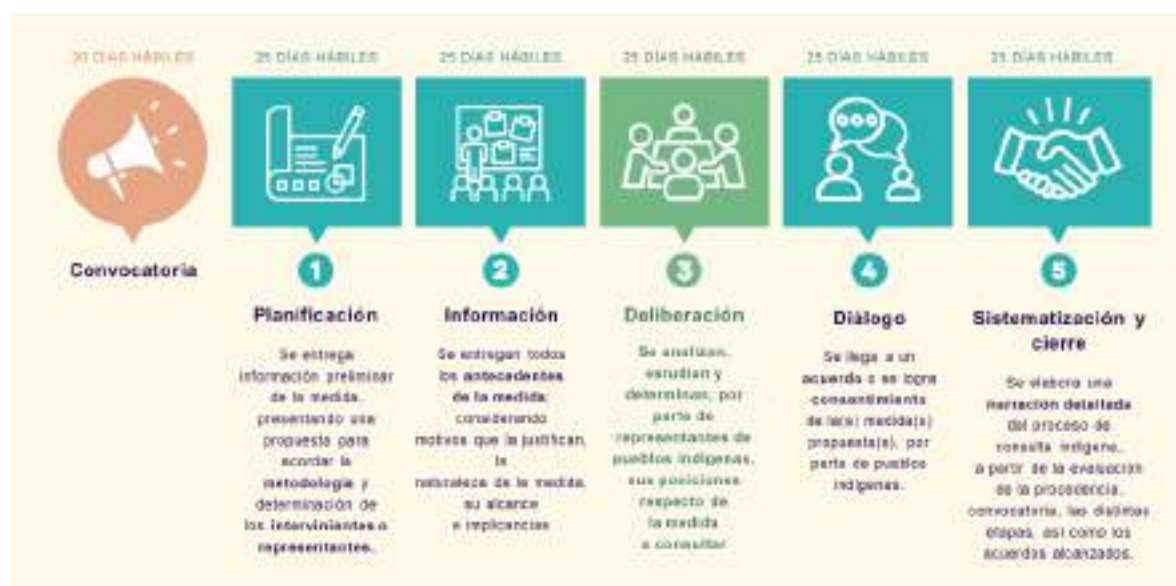 30 DÍAS HÁBILES
25 DÍAS HÁBILES
25 DÍAS HÁBILES
25 DÍAS HÁBILES
25 DÍAS HÁBILES
25 DÍAS HÁBILES
Convocatoria
1
Planificación
Se entrega
información preliminar
de la medida,
presentando una
propuesta para
acordar la
metodología y
determinación de
los intervinientes o
representantes.
2
Información
Se entregan todos
los antecedentes
de la medida:
considerando
motivos que la justifican,
la
naturaleza de la medida,
su alcance
e implicancias
3
Deliberación
Se analizan,
estudian y
determinan, por
parte de
representantes de
pueblos indígenas,
sus posiciones
respecto de
la medida
a consultar
4
Diálogo
Se llega a un
acuerdo o se logra
consentimiento
de la(s) medida(s)
propuesta(s), por
parte de pueblos
indígenas.
5
Sistematización y
cierre
Se elabora una
narración detallada
del proceso de
consulta indígena,
a partir de la evaluación
de la procedencia,
convocatoria, las distintas
etapas, así como los
acuerdos alcanzados.